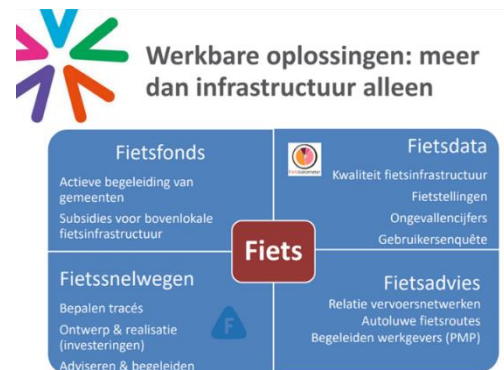 Werkbare oplossingen: meer
dan infrastructuur alleen
Fietsfonds
Actieve begeleiding van
gemeenten
Subsidies voor bovenlokale
fietsinfrastructuur
Fietsdata
Kwaliteit fietsinfrastructuur
Fietstellingen
Ongevallencijfers
Gebruikersenquête
Fiets
Fietssnelwegen
Bepalen tracés
Ontwerp & realisatie
(investeringen)
Adviseren & begeleiden
F
Fietsadvies
Relatie vervoersnetwerken
Autoluwe fietsroutes
Begeleiden werkgevers (PMP)